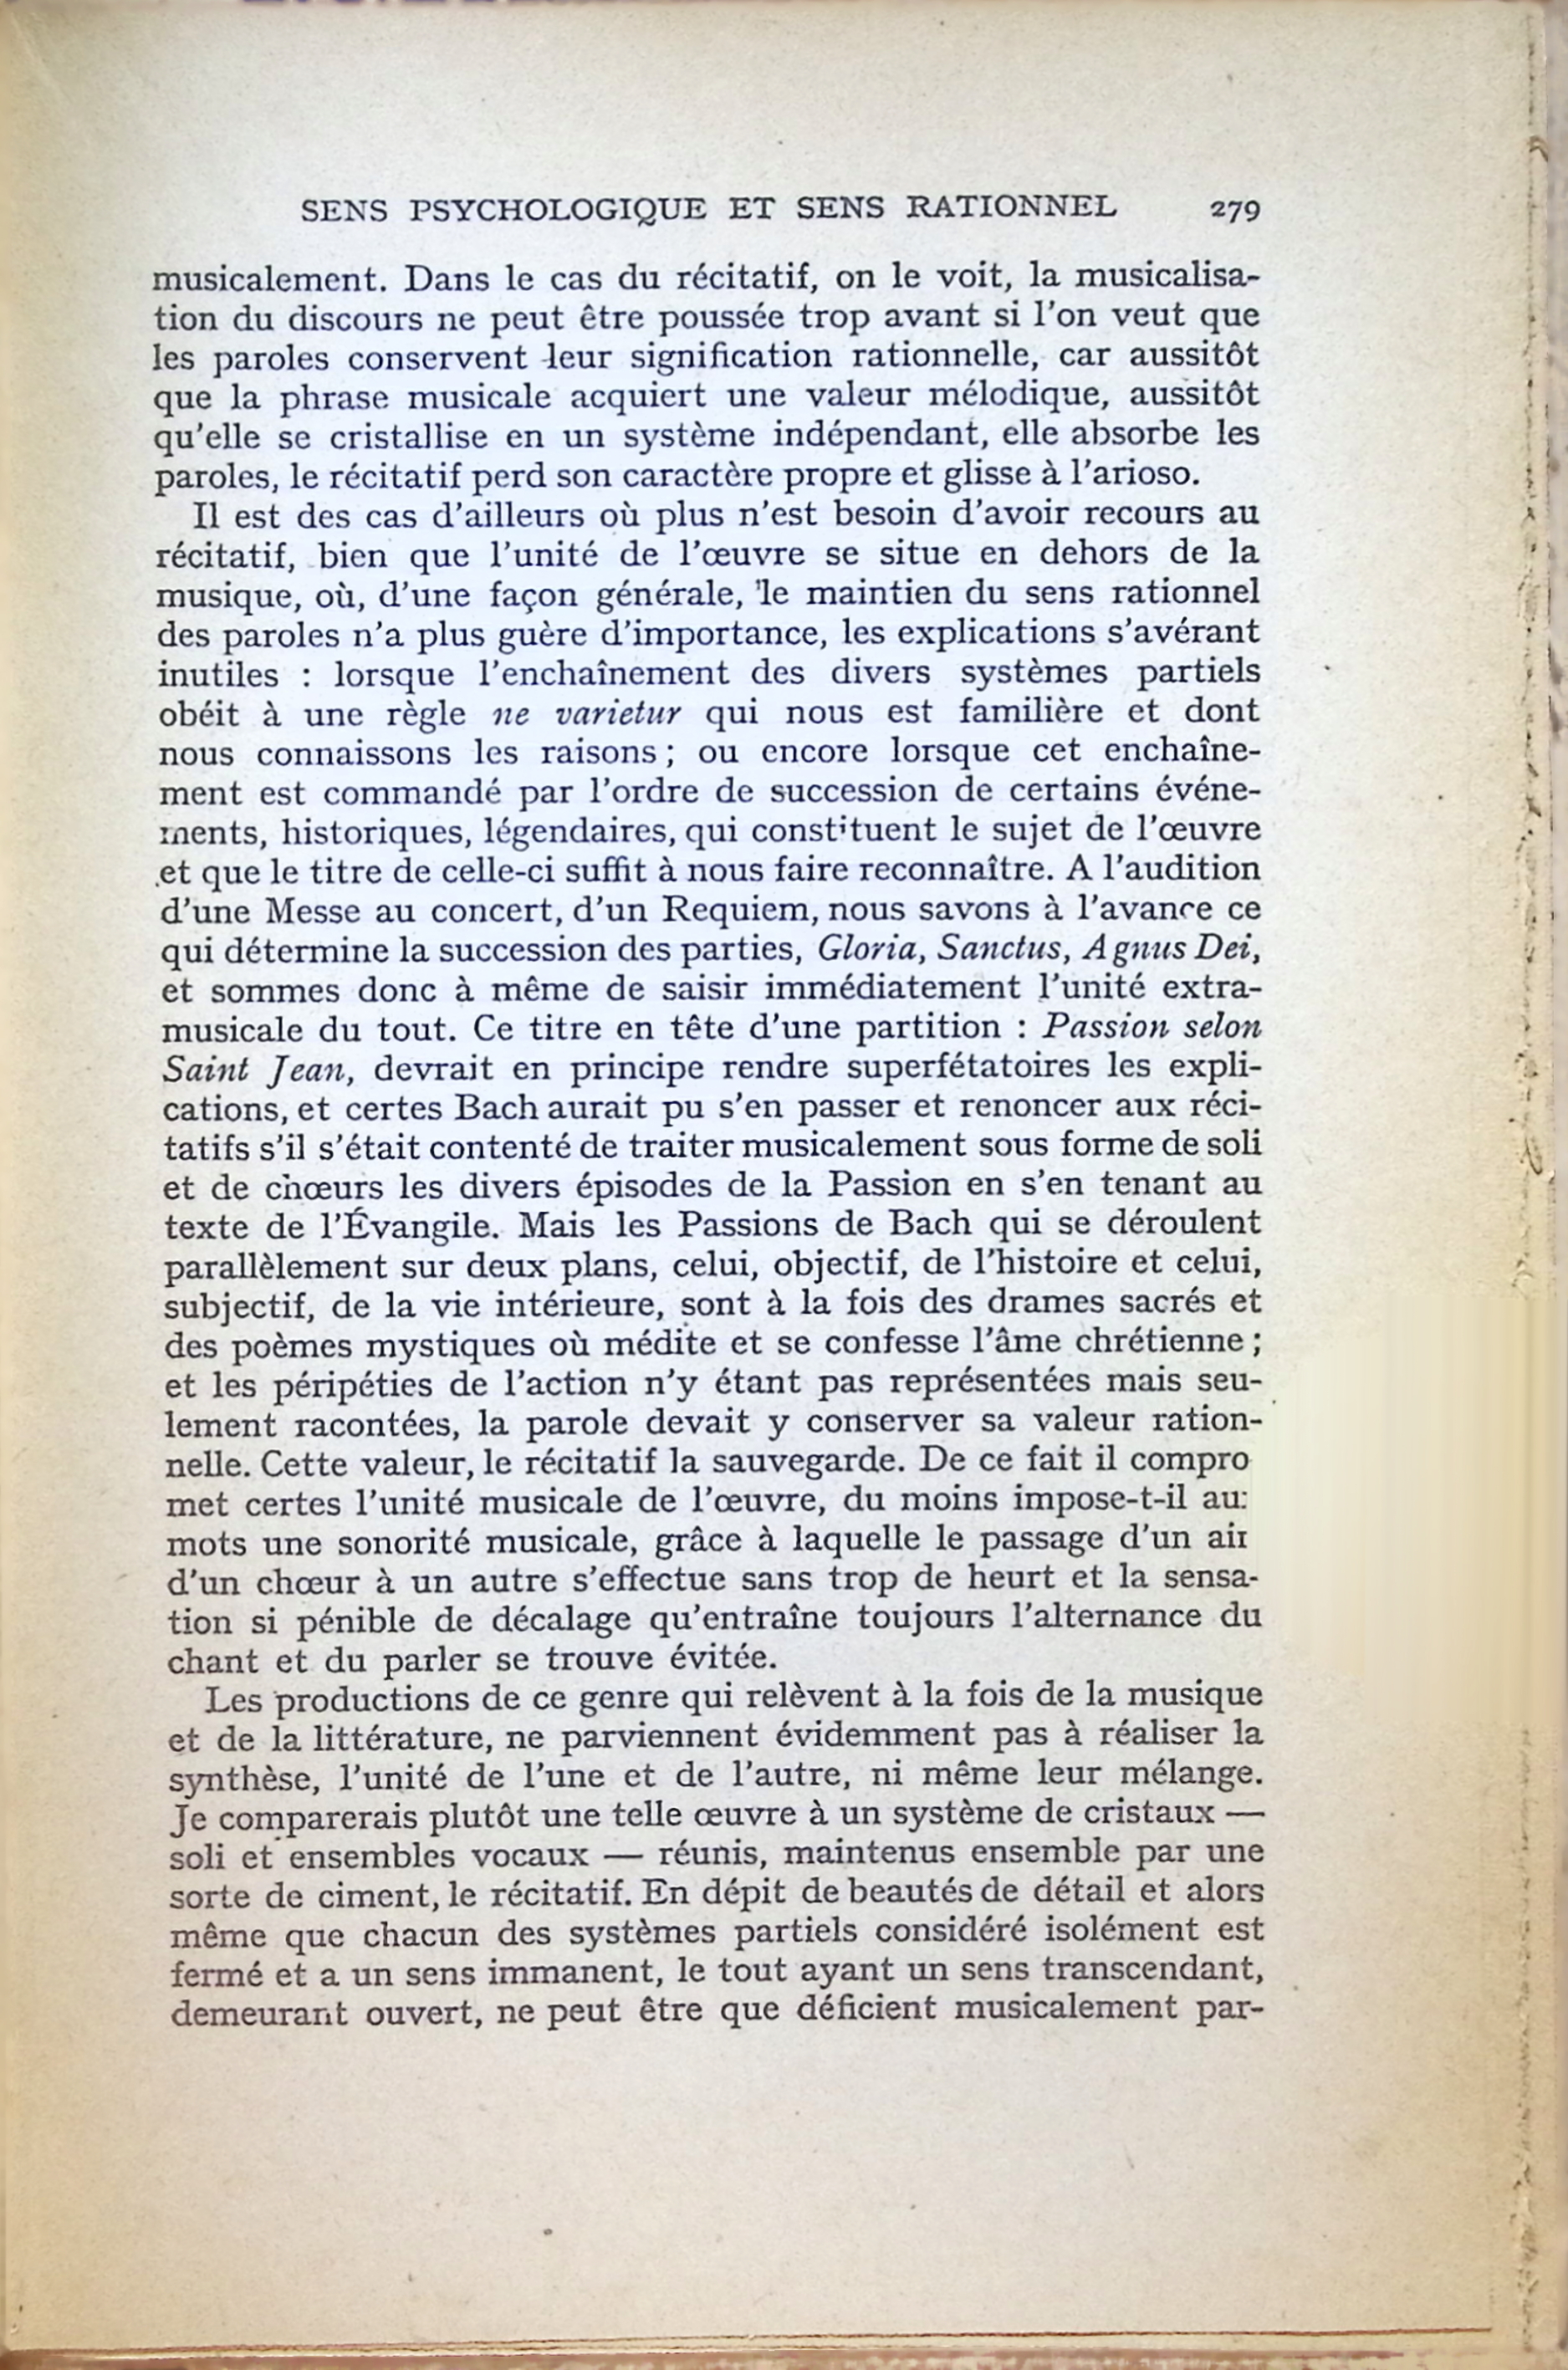 SENS PSYCHOLOGIQUE ET SENS RATIONNEL 279
musicalement. Dans le cas du récitatif, on le voit, la musicalisa-
tion du discours ne peut être poussée trop avant si l'on veut que
les paroles conservent leur signification rationnelle, car aussitôt
que la phrase musicale acquiert une valeur mélodique, aussitôt
qu'elle se cristallise en un système indépendant, elle absorbe les
paroles, le récitatif perd son caractère propre et glisse à l'arioso.
Il est des cas d'ailleurs où plus n'est besoin d'avoir recours au
récitatif, bien que l'unité de l'œuvre se situe en dehors de la
musique, où, d'une façon générale, le maintien du sens rationnel
des paroles n'a plus guère d'importance, les explications s'avérant
inutiles : lorsque l'enchaînement des divers systèmes partiels
obéit à une règle ne varietur qui nous est familière et dont
nous connaissons les raisons ; ou encore lorsque cet enchaîne-
ment est commandé par l'ordre de succession de certains événe-
ments, historiques, légendaires, qui constituent le sujet de l'œuvre
et que le titre de celle-ci suffit à nous faire reconnaître. A l'audition
d'une Messe au concert, d'un Requiem, nous savons à l'avance ce
qui détermine la succession des parties, Gloria, Sanctus, Agnus Dei,
et sommes donc à même de saisir immédiatement l'unité extra-
musicale du tout. Ce titre en tête d'une partition : Passion selon
Saint Jean, devrait en principe rendre superfétatoires les expli-
cations, et certes Bach aurait pu s'en passer et renoncer aux réci-
tatifs s'il s'était contenté de traiter musicalement sous forme de soli
et de chœurs les divers épisodes de la Passion en s'en tenant au
texte de l'Évangile. Mais les Passions de Bach qui se déroulent
parallèlement sur deux plans, celui, objectif, de l'histoire et celui,
subjectif, de la vie intérieure, sont à la fois des drames sacrés et
des poèmes mystiques où médite et se confesse l'âme chrétienne ;
et les péripéties de l'action n'y étant pas représentées mais seu-
lement racontées, la parole devait y conserver sa valeur ration-
nelle. Cette valeur, le récitatif la sauvegarde. De ce fait il compro
met certes l'unité musicale de l'œuvre, du moins impose-t-il au
mots une sonorité musicale, grâce à laquelle le passage d'un air
d'un chœur à un autre s'effectue sans trop de heurt et la sensa-
tion si pénible de décalage qu'entraîne toujours l'alternance du
chant et du parler se trouve évitée.
Les productions de ce genre qui relèvent à la fois de la musique
et de la littérature, ne parviennent évidemment pas à réaliser la
synthèse, l'unité de l'une et de l'autre, ni même leur mélange.
Je comparerais plutôt une telle œuvre à un système de cristaux —
soli et ensembles vocaux — réunis, maintenus ensemble par une
sorte de ciment, le récitatif. En dépit de beautés de détail et alors
même que chacun des systèmes partiels considéré isolément est
fermé et a un sens immanent, le tout ayant un sens transcendant,
demeurant ouvert, ne peut être que déficient musicalement par-